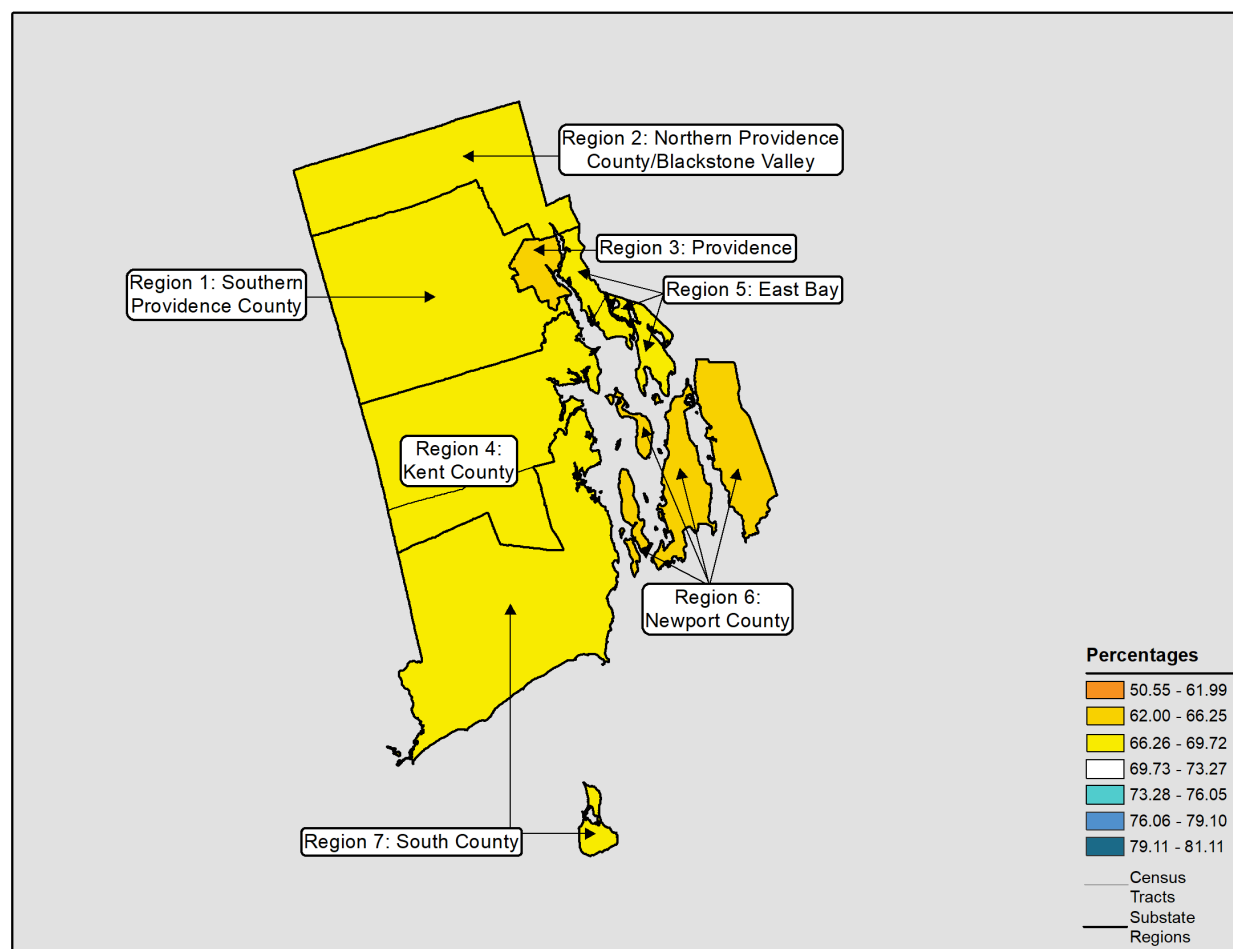 Region 2: Northern Providence
County/Blackstone Valley
Region 3: Providence
Region 1: Southern
Providence County
Region 5: East Bay
Region 4:
Kent County
Region 6:
Newport County
Region 7: South County
Percentages
50.55 - 61.99
62.00 - 66.25
66.26 - 69.72
69.73 - 73.27
73.28 - 76.05
76.06 - 79.10
79.11 - 81.11
Census
Tracts
Substate
Regions